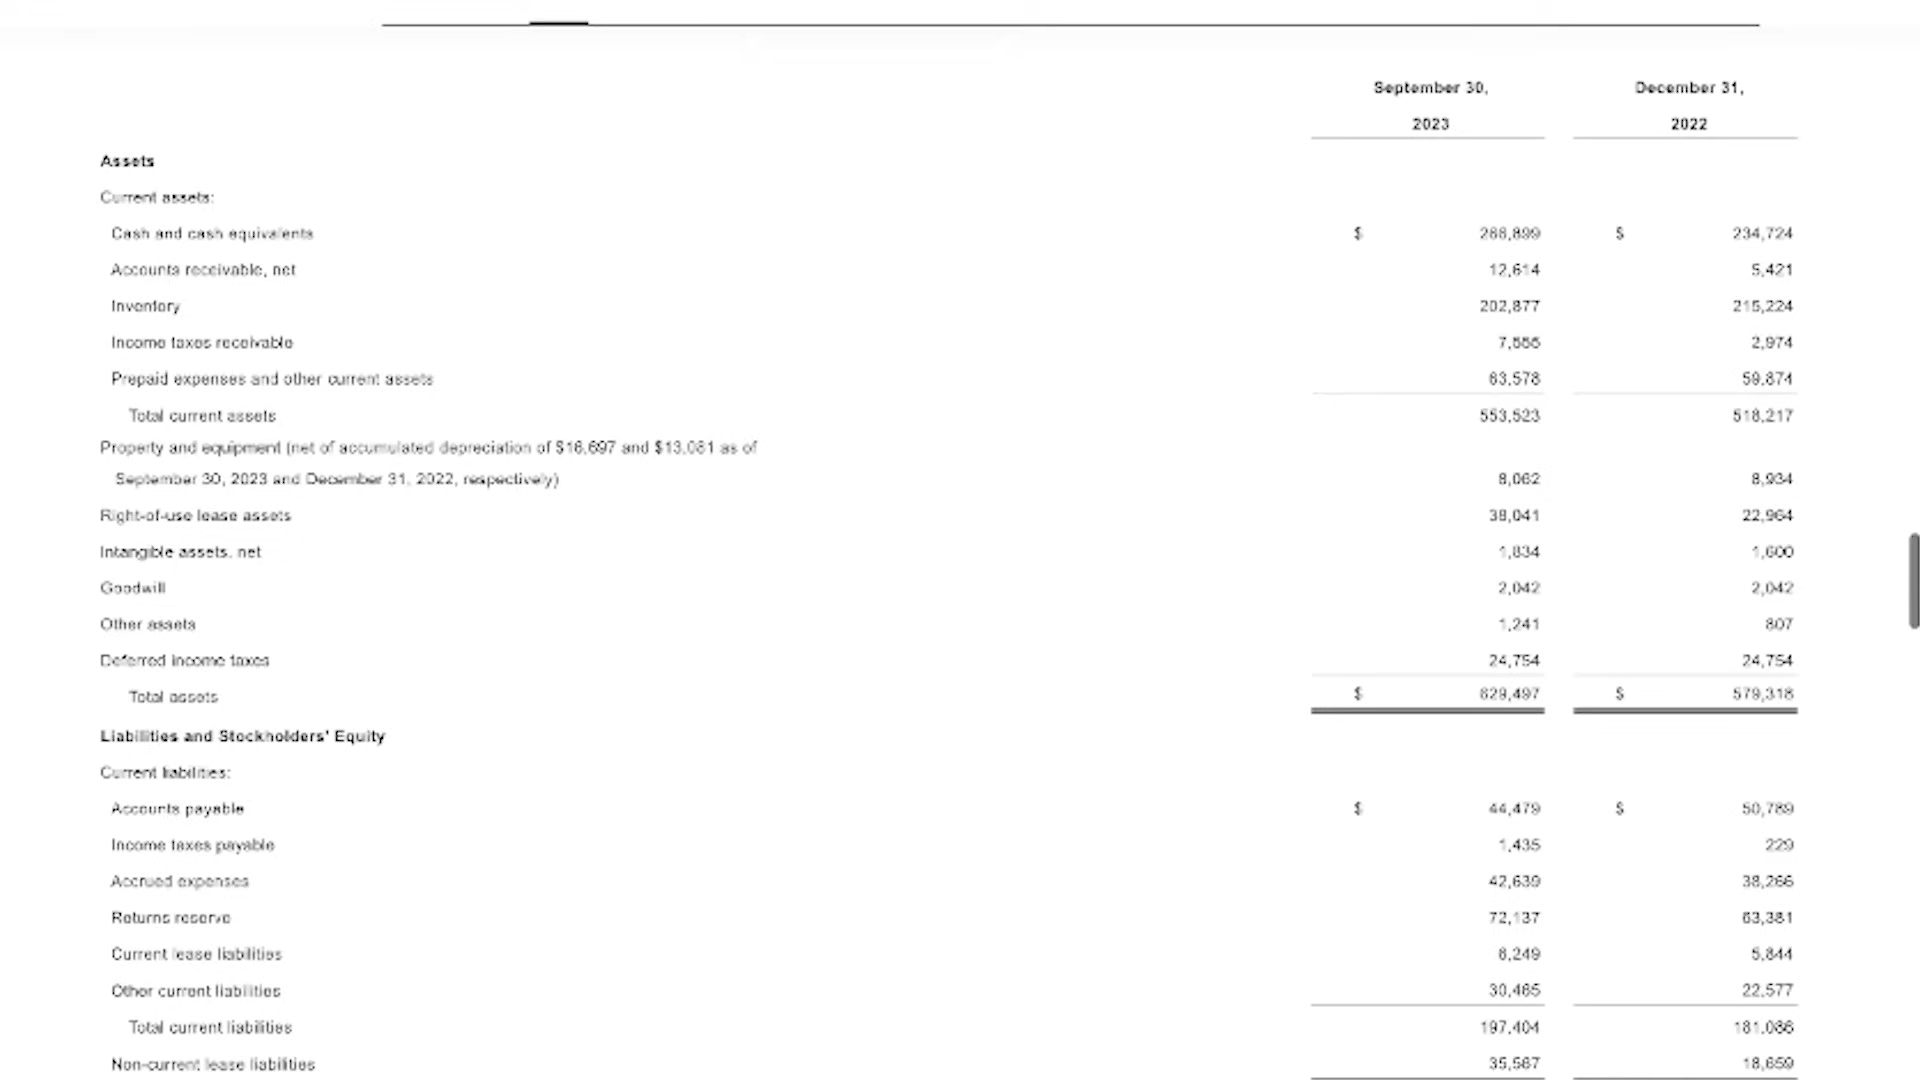 September 30, December 31,
2023 2022
Assets
Current assets:
Cash and cash equivalents $ 266,899 $ 234,724
Accounts receivable, net 12,614 5,421
Inventory 202,877 215,224
Income taxes receivable 7,555 2,974
Prepaid expenses and other current assets 63,578 59,874
Total current assets 553,523 518,217
Property and equipment (net of accumulated depreciation of $16,697 and $13,081 as of
September 30, 2023 and December 31, 2022, respectively) 8,062 8,934
Right-of-use lease assets 38,041 22,964
Intangible assets, net 1,834 1,600
Goodwill 2,042 2,042
Other assets 1,241 807
Deferred income taxes 24,754 24,754
Total assets $ 629,497 $ 579,318
Liabilities and Stockholders' Equity
Current liabilities:
Accounts payable $ 44,479 $ 50,789
Income taxes payable 1,435 229
Accrued expenses 42,639 38,266
Returns reserve 72,137 63,381
Current lease liabilities 6,249 5,844
Other current liabilities 30,465 22,577
Total current liabilities 197,404 181,086
Non-current lease liabilities 35,567 18,659